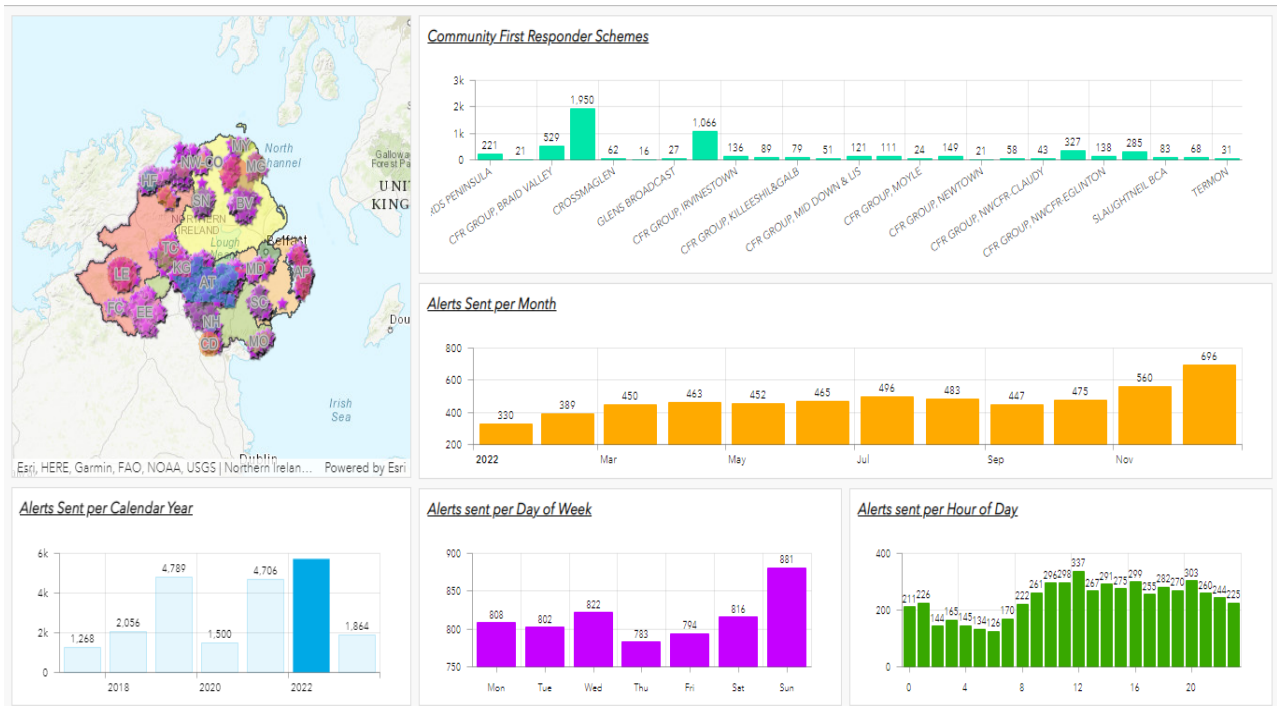 North
Channel
Galloway
Forest Pa
UNIT
KING
MY
NW-CO
MG
HF
SN
BV
NORTHERN
IRELAND
Lough
Belfast
TC
KG
MD
AP
LE
AT
FC
EE
SC
NH
CD
MO
Dou
Irish
Sea
Dublin
Esri, HERE, Garmin, FAO, NOAA, USGS | Northern Irelan... Powered by Esri
Community First Responder Schemes
3k
2k
1k
0
221 21 529 1,950 62 16 27 1,066 136 89 79 51 121 111 24 149 21 58 43 327 138 285 83 68 31
RDS PENINSULA
CFR GROUP, BRAID VALLEY
CROSSMAGLEN
GLENS BROADCAST
CFR GROUP, IRVINESTOWN
CFR GROUP, KILLEESHIL&GALB
CFR GROUP, MID DOWN & LIS
CFR GROUP, MOYLE
CFR GROUP, NEWTOWN
CFR GROUP, NWCFR-CLAUDY
CFR GROUP, NWCFR-EGLINTON
SLAUGHTNEIL BCA
TERMON
Alerts Sent per Month
800
600
400
200
330 389 450 463 452 465 496 483 447 475 560 696
2022 Mar May Jul Sep Nov
Alerts Sent per Calendar Year
6k
4k
2k
0
1,268 2,056 4,789 1,500 4,706 1,864
2018 2020 2022
Alerts sent per Day of Week
900
850
800
750
808 802 822 783 794 816 881
Mon Tue Wed Thu Fri Sat Sun
Alerts sent per Hour of Day
400
200
0
211 226 144 165 145 134 126 170 222 261 296 298 337 267 291 275 299 255 282 270 303 260 244 225
0 4 8 12 16 20